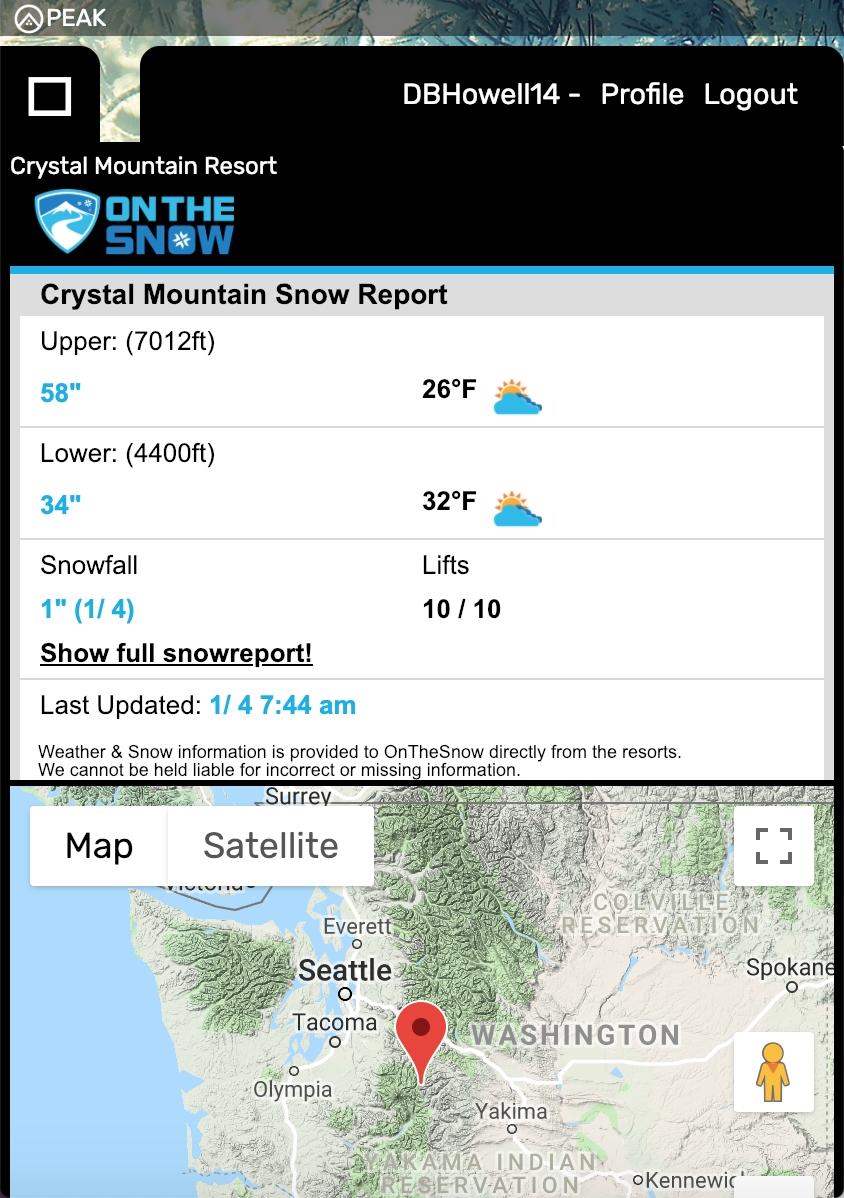 PEAK
DBHowell14 - Profile Logout
Crystal Mountain Resort
ON THE
SNOW
Crystal Mountain Snow Report
Upper: (7012ft)
58" 26°F
Lower: (4400ft)
34" 32°F
Snowfall Lifts
1" (1/ 4) 10 / 10
Show full snowreport!
Last Updated: 1/ 4 7:44 am
Weather & Snow information is provided to OnTheSnow directly from the resorts.
We cannot be held liable for incorrect or missing information.
Surrey
Map Satellite
Victoria
COLVILLE
RESERVATION
Everett
Seattle
Spokane
Tacoma
WASHINGTON
Olympia
Yakima
YAKAMA INDIAN
RESERVATION